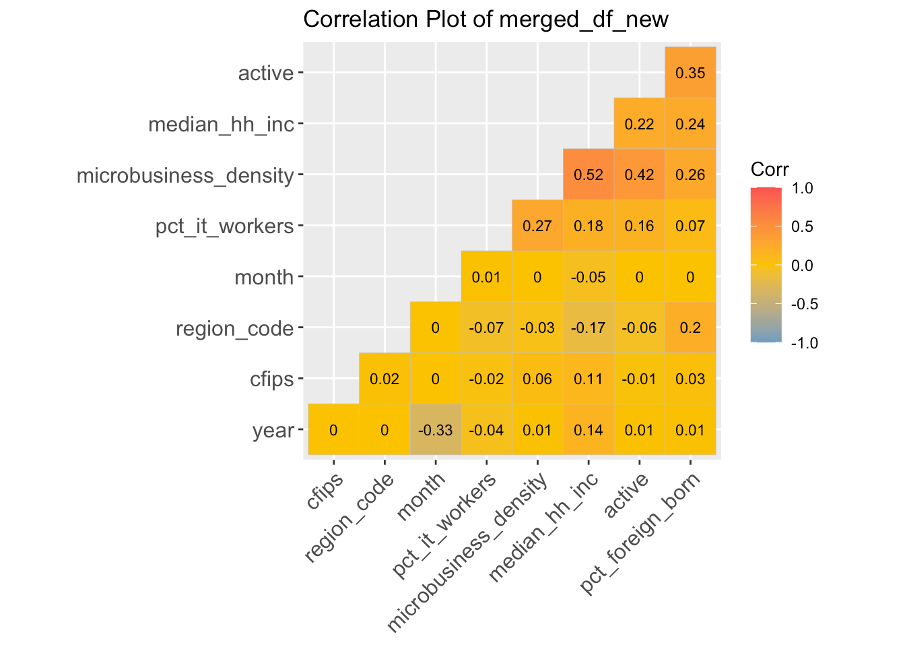 Correlation Plot of merged_df_new
active
0.35
median_hh_inc
0.22 0.24
microbusiness_density
0.52 0.42 0.26
pct_it_workers
0.27 0.18 0.16 0.07
month
0.01 0 -0.05 0 0
region_code
0 -0.07 -0.03 -0.17 -0.06 0.2
cfips
0.02 0 -0.02 0.06 0.11 -0.01 0.03
year
0 0 -0.33 -0.04 0.01 0.14 0.01 0.01
cfips
region_code
month
pct_it_workers
microbusiness_density
median_hh_inc
active
pct_foreign_born
Corr
1.0
0.5
0.0
-0.5
-1.0